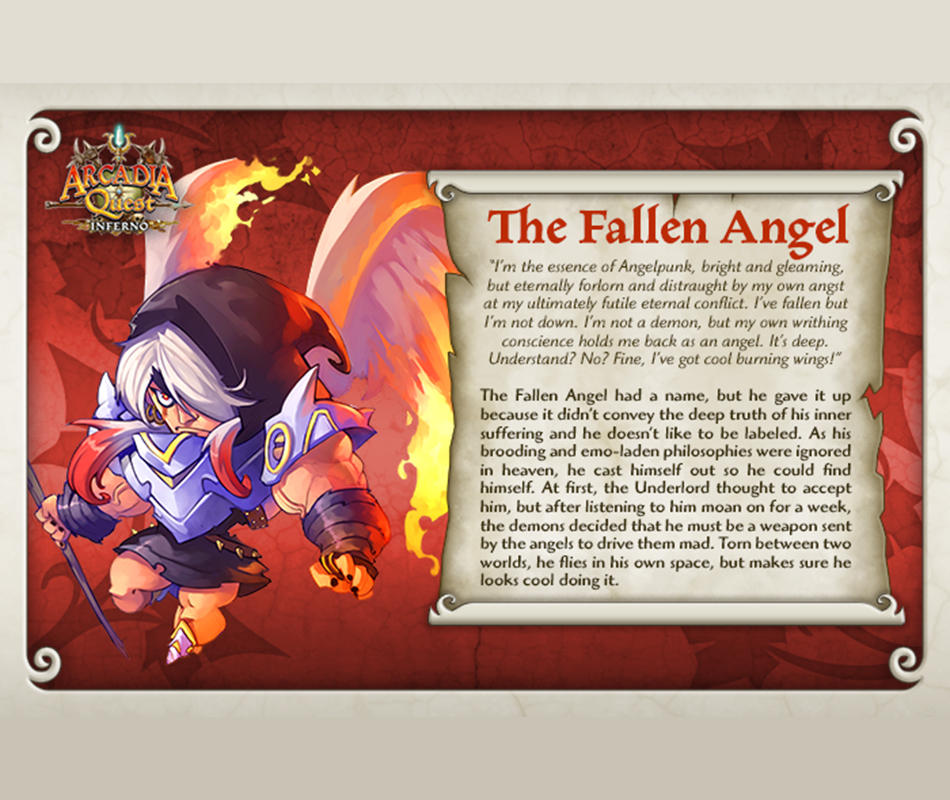 ARCADIA
Quest
INFERNO
The Fallen Angel
"I'm the essence of Angelpunk, bright and gleaming,
but eternally forlorn and distraught by my own angst
at my ultimately futile eternal conflict. I've fallen but
I'm not down. I'm not a demon, but my own writhing
conscience holds me back as an angel. It's deep.
Understand? No? Fine, I've got cool burning wings!"
The Fallen Angel had a name, but he gave it up
because it didn't convey the deep truth of his inner
suffering and he doesn't like to be labeled. As his
brooding and emo-laden philosophies were ignored
in heaven, he cast himself out so he could find
himself. At first, the Underlord thought to accept
him, but after listening to him moan on for a week,
the demons decided that he must be a weapon sent
by the angels to drive them mad. Torn between two
worlds, he flies in his own space, but makes sure he
looks cool doing it.